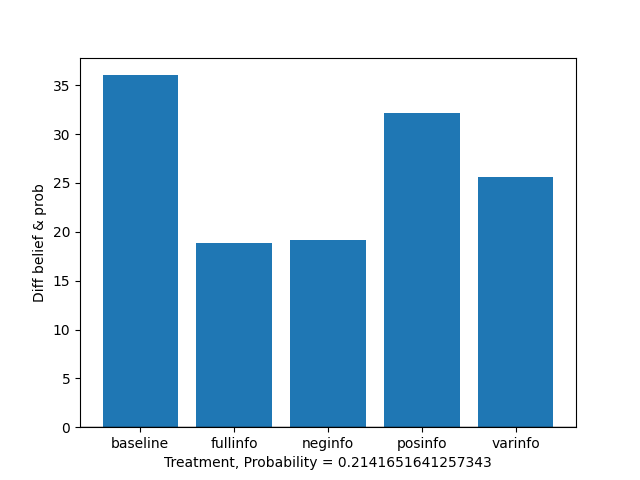 35
30
25
20
15
10
5
0
Diff belief & prob
baseline fullinfo neginfo posinfo varinfo
Treatment, Probability = 0.2141651641257343